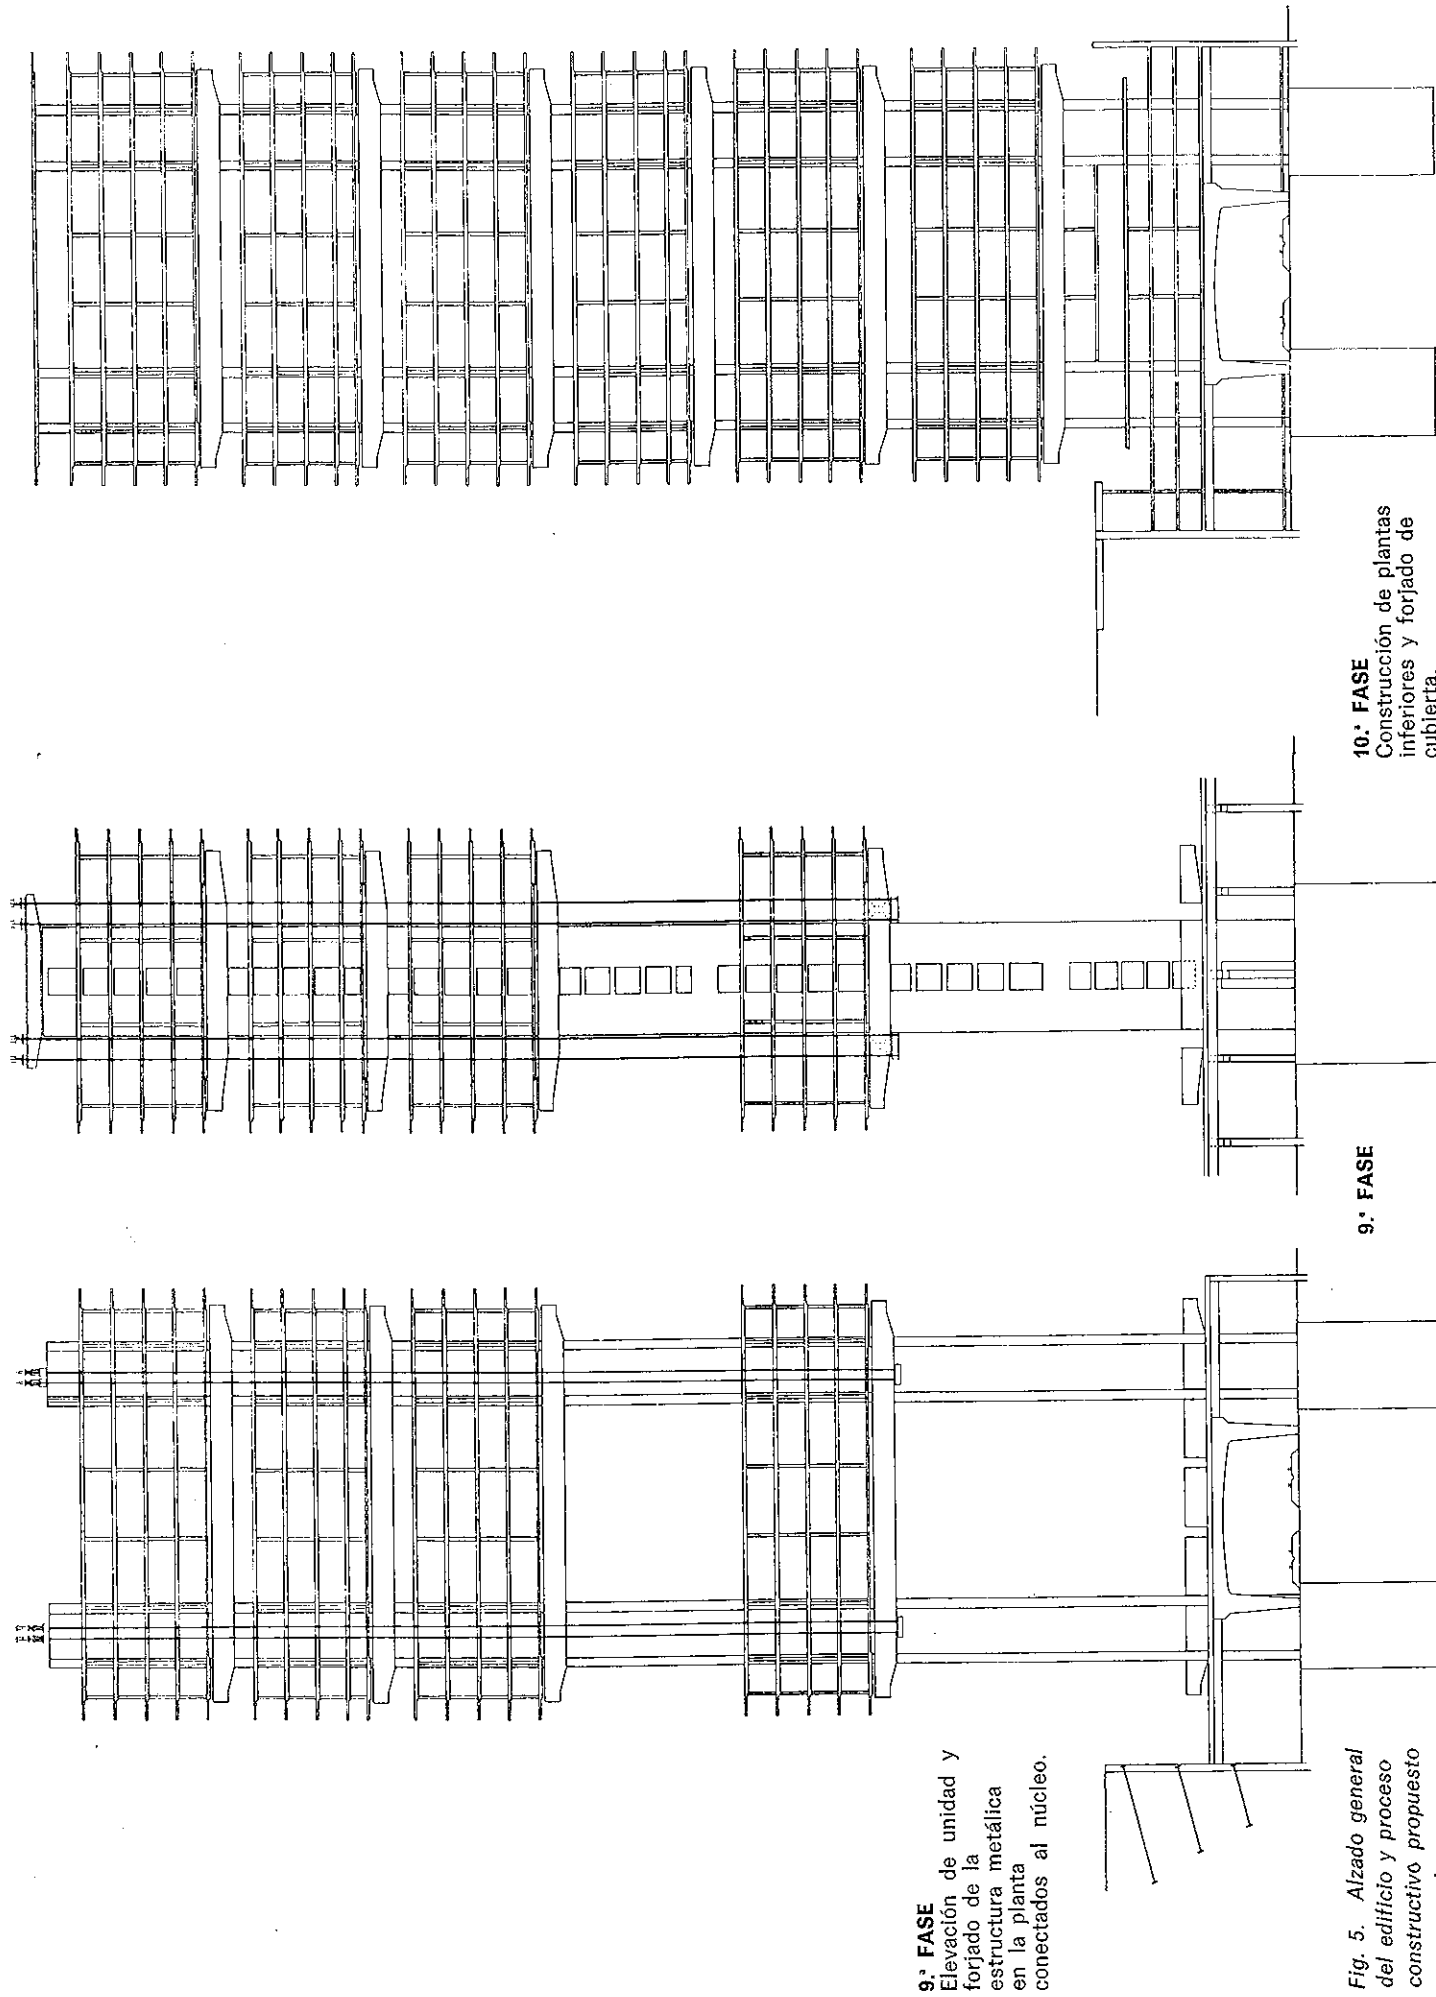 9.ª FASE
Elevación de unidad y
forjado de la
estructura metálica
en la planta
conectados al núcleo.
Fig. 5. Alzado general
del edificio y proceso
constructivo propuesto
9.ª FASE
10.ª FASE
Construcción de plantas
inferiores y forjado de
cubierta.